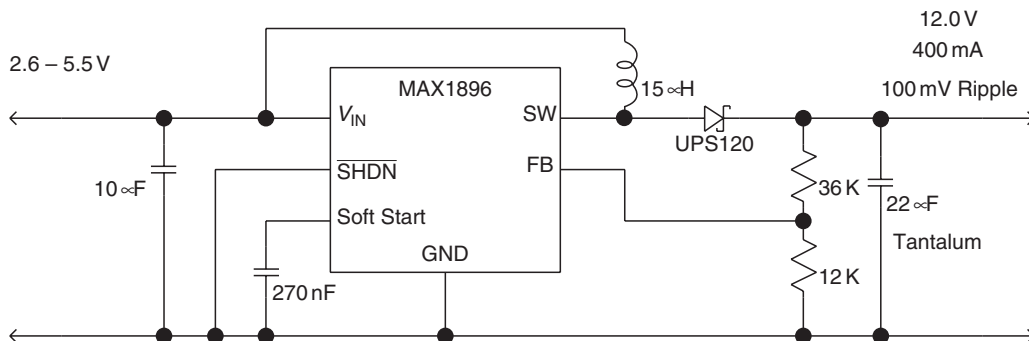 12.0 V
400 mA
100 mV Ripple
2.6 – 5.5 V
MAX1896
15 ∝H
V_IN
SW
UPS120
SHDN
FB
10 ∝F
36 K
22 ∝F
Soft Start
Tantalum
GND
270 nF
12 K